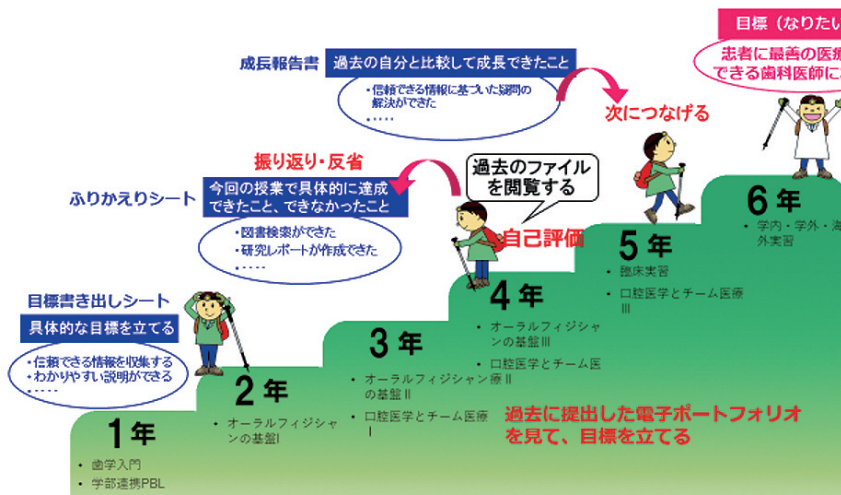 目標（なりたい
患者に最善の医療
できる歯科医師に
成長報告書
過去の自分と比較して成長できたこと
・信頼できる情報に基づいた疑問の
解決ができた
・････
次につなげる
振り返り・反省
ふりかえりシート
今回の授業で具体的に達成
できたこと、できなかったこと
・図書検索ができた
・研究レポートが作成できた
・････
過去のファイル
を閲覧する
自己評価
目標書き出しシート
具体的な目標を立てる
・信頼できる情報を収集する
・わかりやすい説明ができる
・････
1年
• 歯学入門
• 学部連携PBL
2年
• オーラルフィジシャ
ンの基盤Ⅰ
3年
• オーラルフィジシャン
の基盤Ⅱ
• 口腔医学とチーム医療
Ⅰ
4年
• オーラルフィジシャ
ンの基盤Ⅲ
• 口腔医学とチーム医
療Ⅱ
5年
• 臨床実習
• 口腔医学とチーム医療
Ⅲ
6年
• 学内・学外・海
外実習
過去に提出した電子ポートフォリオ
を見て、目標を立てる